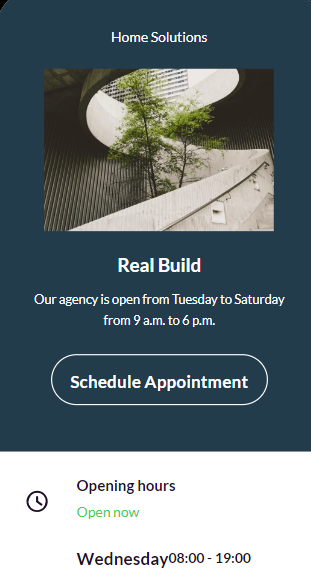 Home Solutions
Real Build
Our agency is open from Tuesday to Saturday
from 9 a.m. to 6 p.m.
Schedule Appointment
Opening hours
Open now
Wednesday08:00 - 19:00